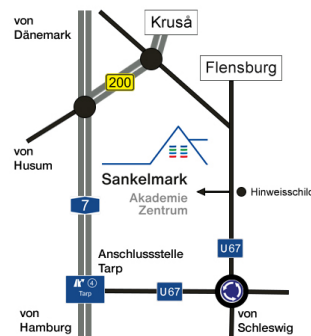 von
Dänemark
Kruså
Flensburg
200
von
Husum
Sankelmark
Akademie
Zentrum
Hinweisschild
7
U67
Anschlussstelle
Tarp
4
Tarp
U67
von
Hamburg
von
Schleswig